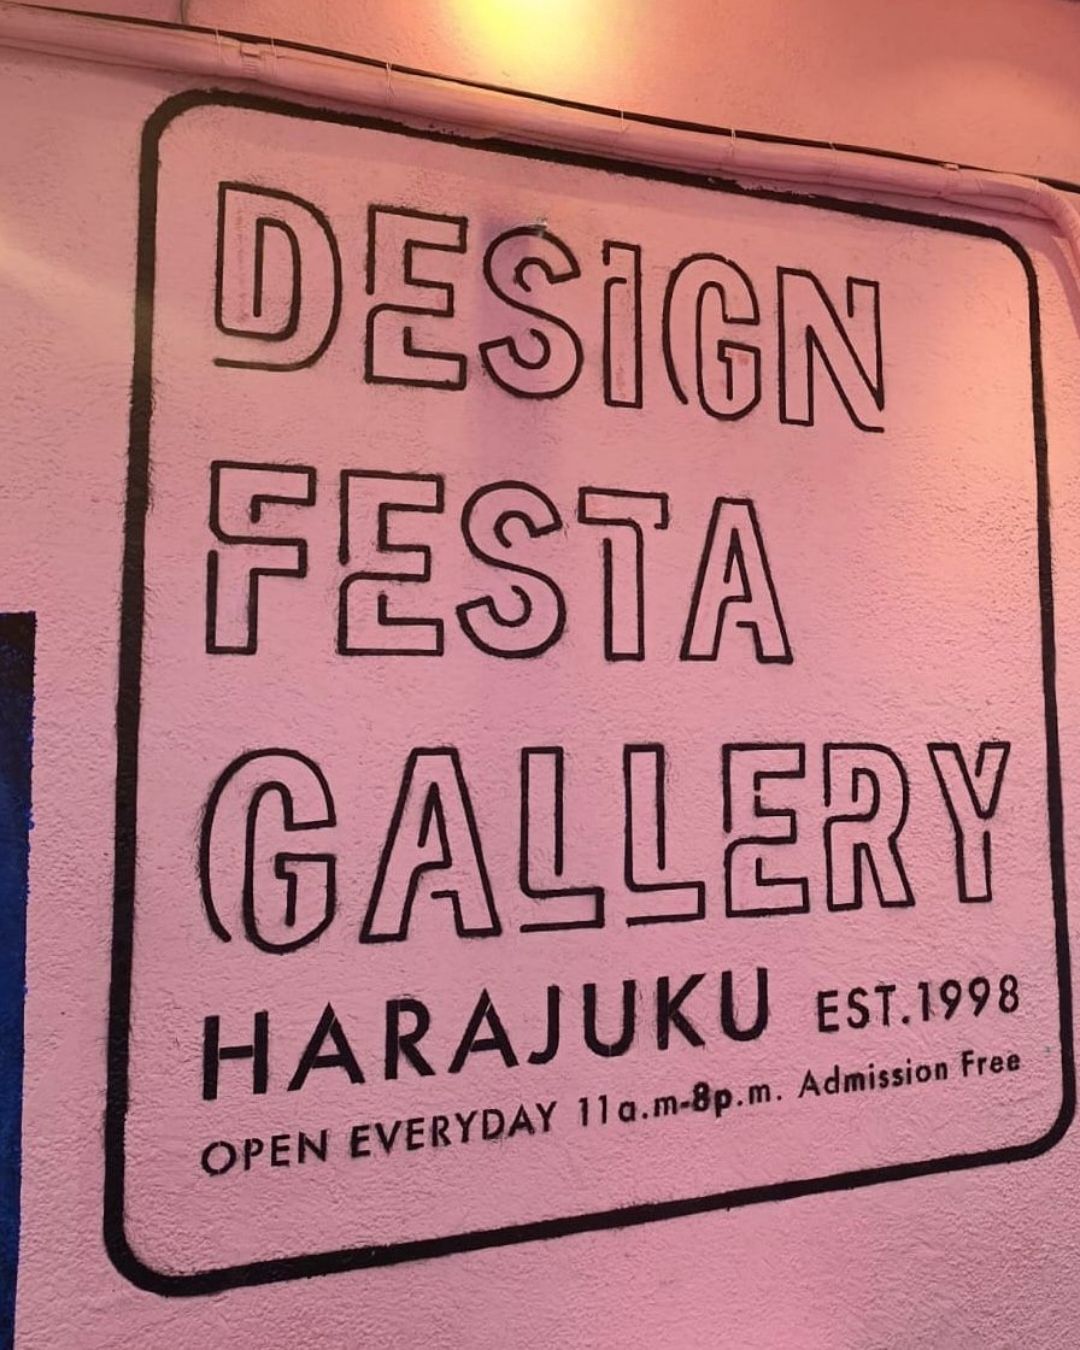 DESIGN
FESTA
GALLERY
HARAJUKU EST.1998
OPEN EVERYDAY 11a.m-8p.m. Admission Free